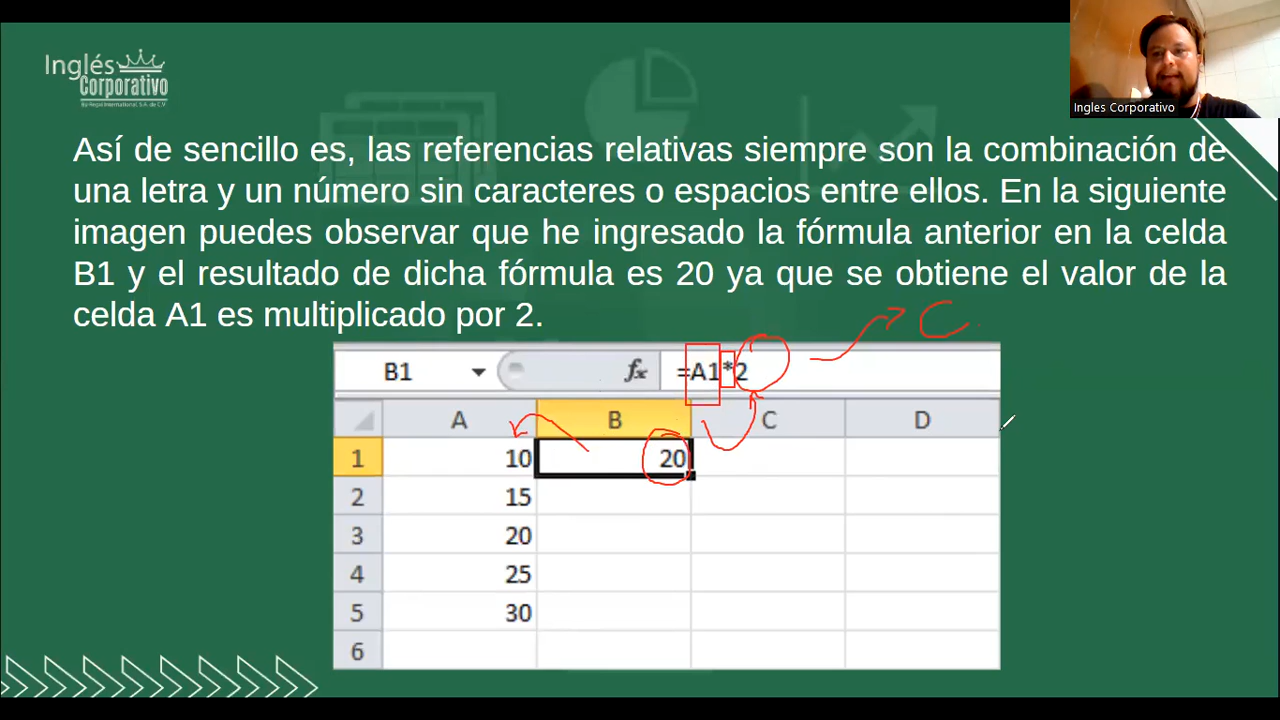 Inglés
Corporativo
By Regal International, S.A. de C.V.
Ingles Corporativo
Así de sencillo es, las referencias relativas siempre son la combinación de
una letra y un número sin caracteres o espacios entre ellos. En la siguiente
imagen puedes observar que he ingresado la fórmula anterior en la celda
B1 y el resultado de dicha fórmula es 20 ya que se obtiene el valor de la
celda A1 es multiplicado por 2.
C
B1 fx =A1*2
A B C D
1 10 20
2 15
3 20
4 25
5 30
6